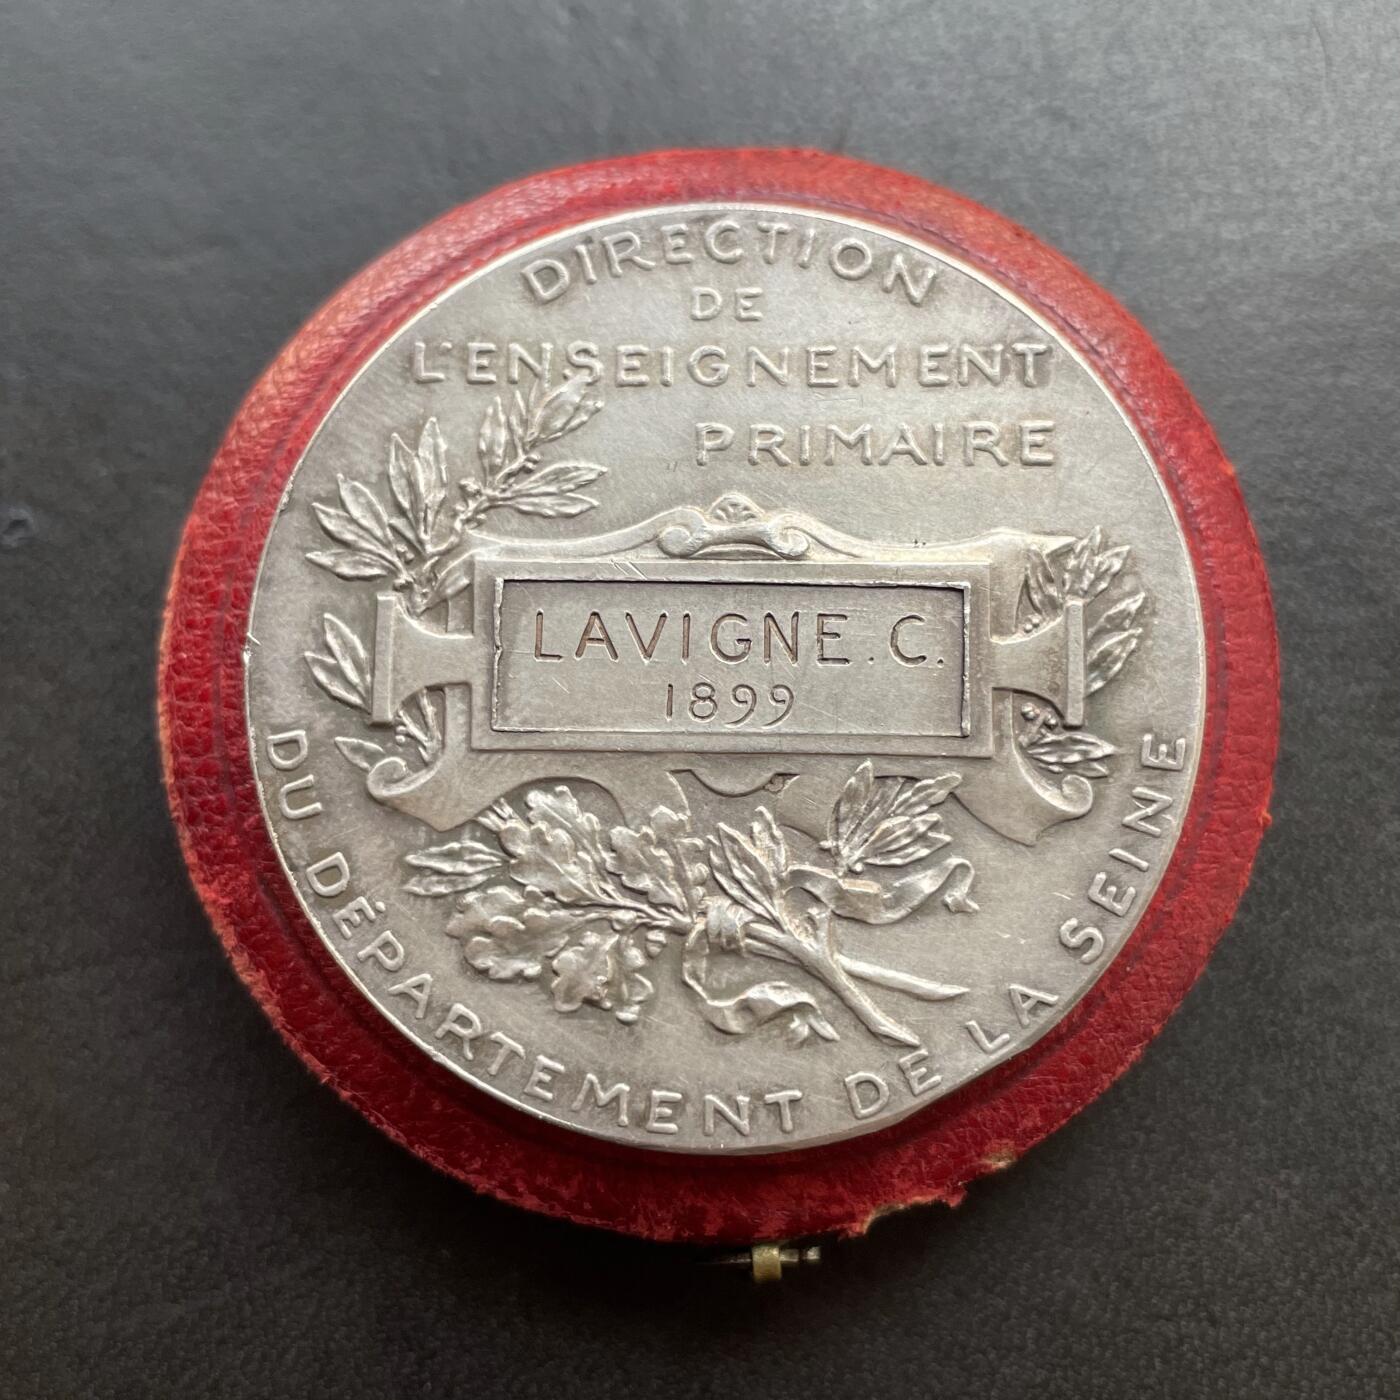 DIRECTION
DE
L'ENSEIGNEMENT
PRIMAIRE
LAVIGNE.C.
1899
DU DÉPARTEMENT DE LA SEINE